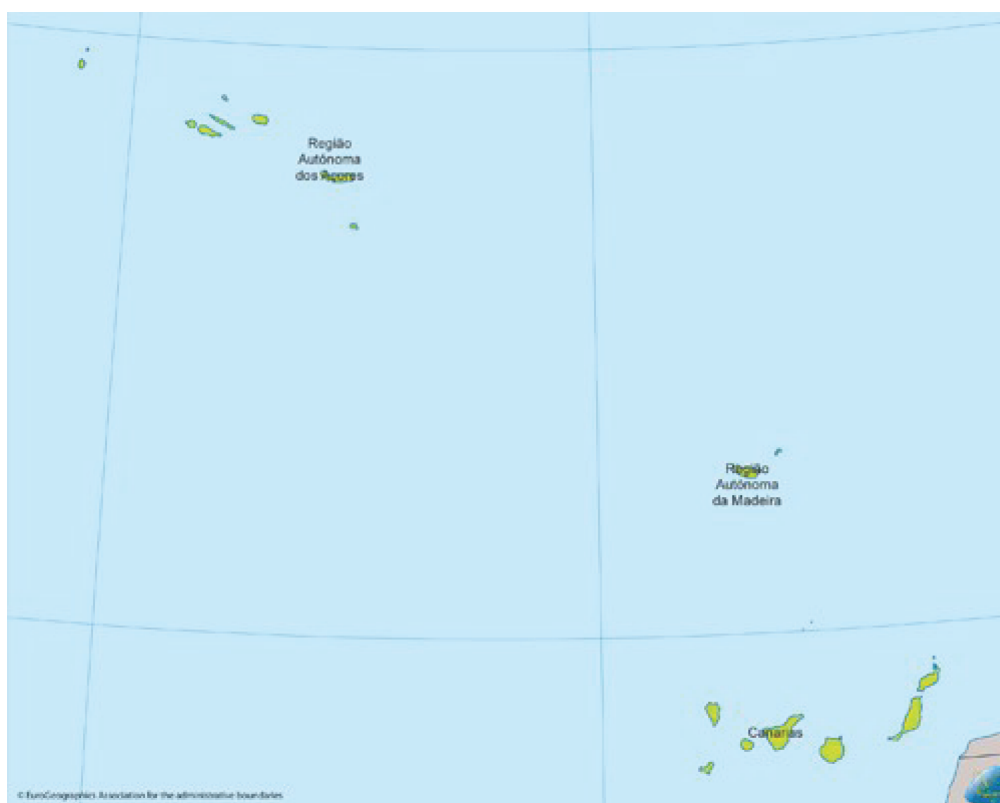 Região
Autónoma
dos Açores
Região
Autónoma
da Madeira
Canarias
© EuroGeographics Association for the administrative boundaries